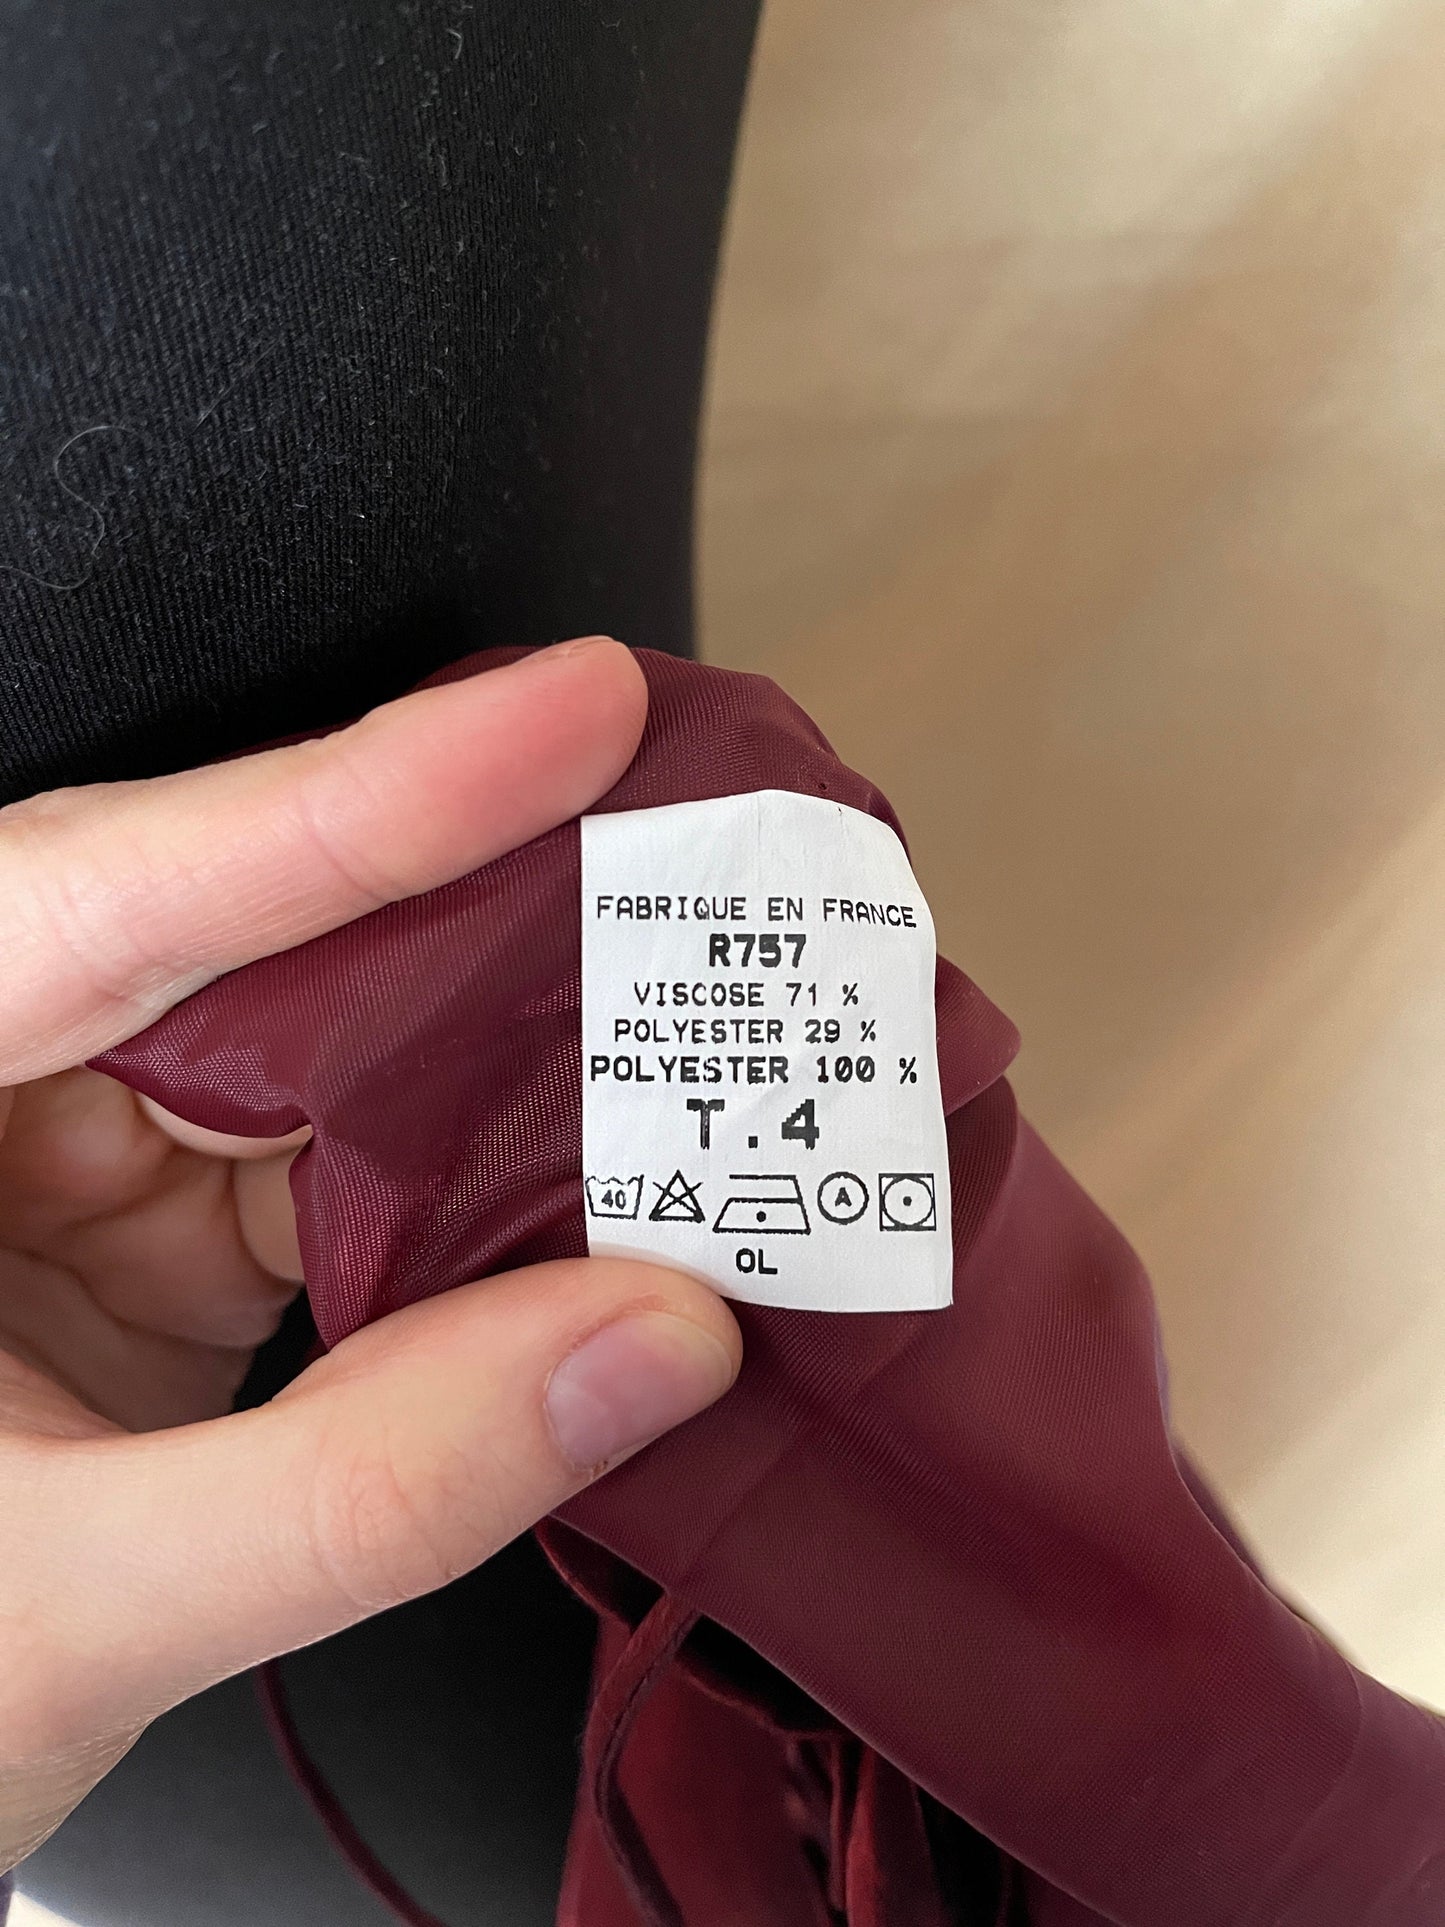 FABRIQUE EN FRANCE
R757
VISCOSE 71 %
POLYESTER 29 %
POLYESTER 100 %
T.4
40 A
OL